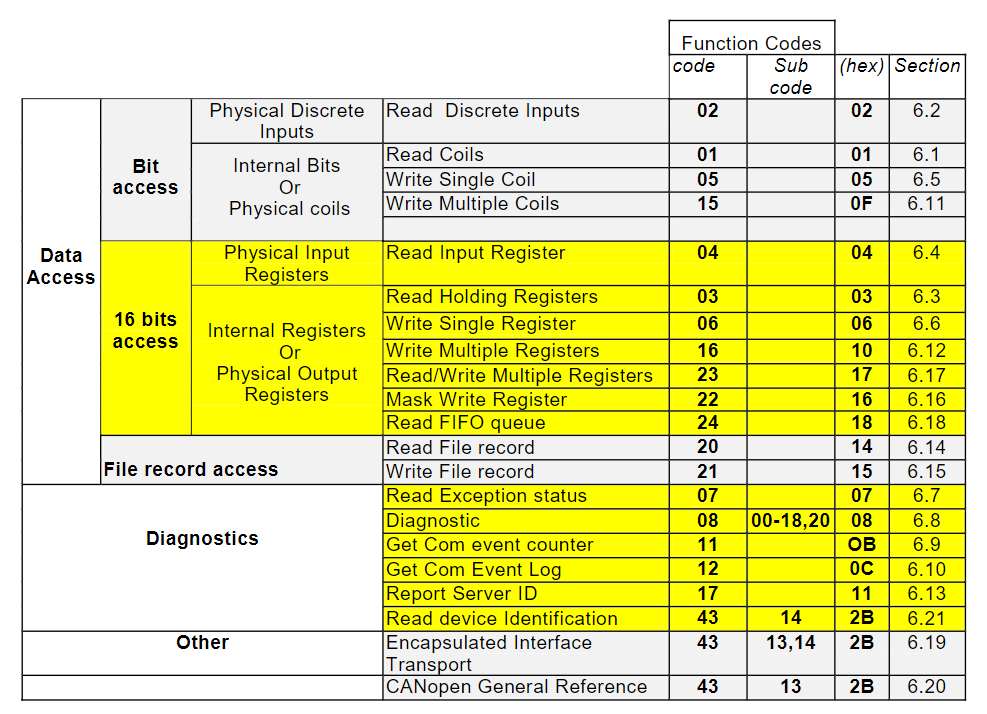 Function Codes
code Sub code (hex) Section
Data Access
Bit access
Physical Discrete Inputs
Read Discrete Inputs 02 02 6.2
Internal Bits Or Physical coils
Read Coils 01 01 6.1
Write Single Coil 05 05 6.5
Write Multiple Coils 15 0F 6.11
16 bits access
Physical Input Registers
Read Input Register 04 04 6.4
Internal Registers Or Physical Output Registers
Read Holding Registers 03 03 6.3
Write Single Register 06 06 6.6
Write Multiple Registers 16 10 6.12
Read/Write Multiple Registers 23 17 6.17
Mask Write Register 22 16 6.16
Read FIFO queue 24 18 6.18
File record access
Read File record 20 14 6.14
Write File record 21 15 6.15
Diagnostics
Read Exception status 07 07 6.7
Diagnostic 08 00-18,20 08 6.8
Get Com event counter 11 OB 6.9
Get Com Event Log 12 0C 6.10
Report Server ID 17 11 6.13
Read device Identification 43 14 2B 6.21
Other
Encapsulated Interface Transport 43 13,14 2B 6.19
CANopen General Reference 43 13 2B 6.20